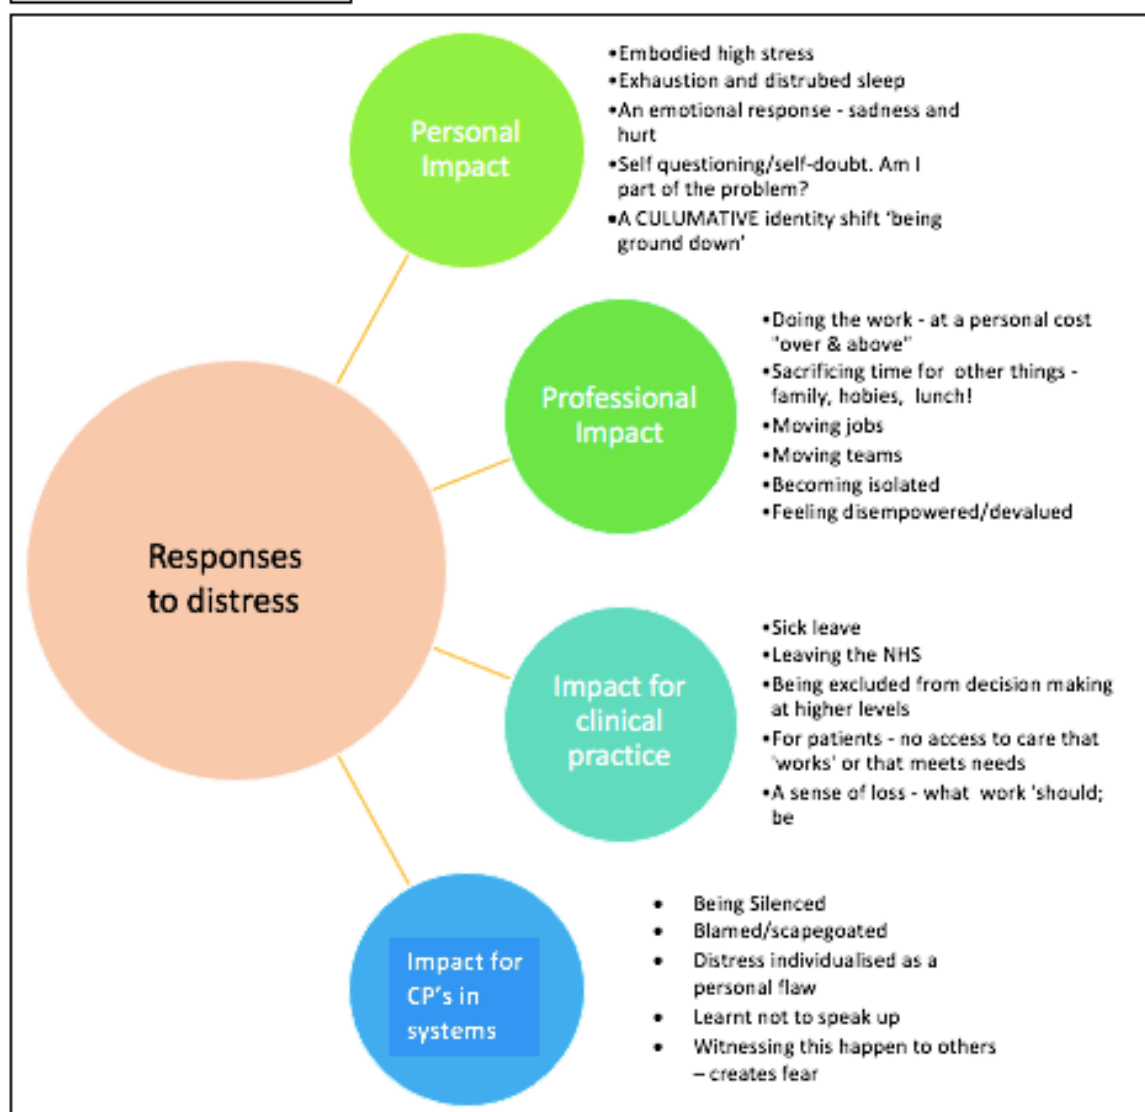 Personal
Impact
•Embodied high stress
•Exhaustion and distrubed sleep
•An emotional response - sadness and
hurt
•Self questioning/self-doubt. Am I
part of the problem?
•A CULUMATIVE identity shift 'being
ground down'
Professional
Impact
•Doing the work - at a personal cost
"over & above"
•Sacrificing time for other things -
family, hobies, lunch!
•Moving jobs
•Moving teams
•Becoming isolated
•Feeling disempowered/devalued
Responses
to distress
Impact for
clinical
practice
•Sick leave
•Leaving the NHS
•Being excluded from decision making
at higher levels
•For patients - no access to care that
'works' or that meets needs
•A sense of loss - what work 'should;
be
Impact for
CP's in
systems
• Being Silenced
• Blamed/scapegoated
• Distress individualised as a
personal flaw
• Learnt not to speak up
• Witnessing this happen to others
– creates fear